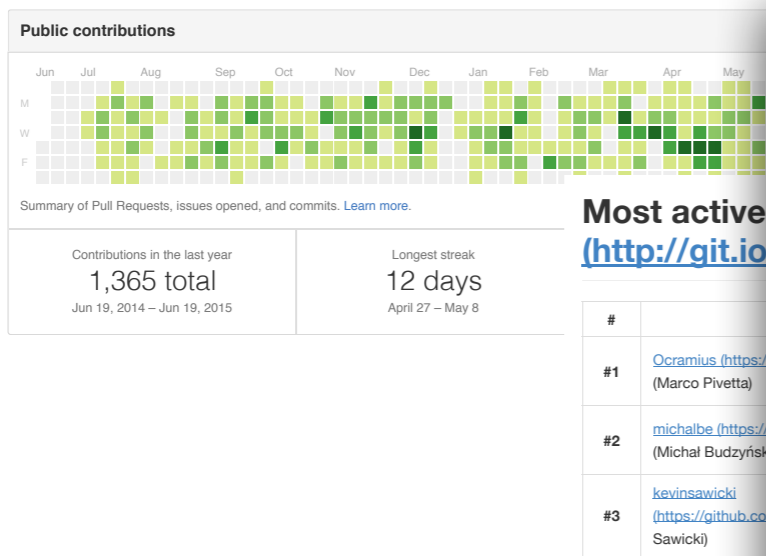 Public contributions
Jun Jul Aug Sep Oct Nov Dec Jan Feb Mar Apr May
M
W
F
Summary of Pull Requests, issues opened, and commits. Learn more.
Contributions in the last year
1,365 total
Jun 19, 2014 – Jun 19, 2015
Longest streak
12 days
April 27 – May 8
Most active
(http://git.io
#
#1
Ocramius (https:/
(Marco Pivetta)
#2
michalbe (https:/
(Michał Budzyńsk
#3
kevinsawicki
(https://github.co
Sawicki)